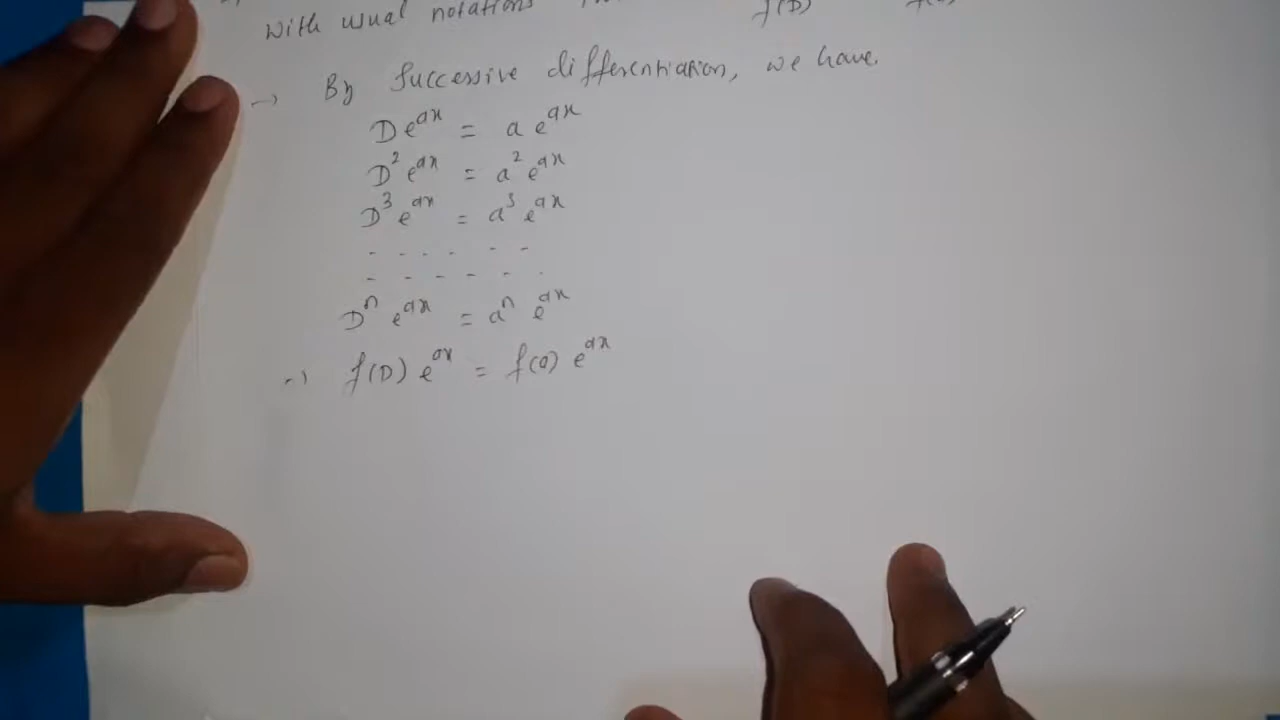 With usual notations f(D)
→ By successive differentiation, we have.
D e^{ax} = a e^{ax}
D^2 e^{ax} = a^2 e^{ax}
D^3 e^{ax} = a^3 e^{ax}
- - - - - -
- - - - - -
D^n e^{ax} = a^n e^{ax}
→ f(D) e^{ax} = f(a) e^{ax}